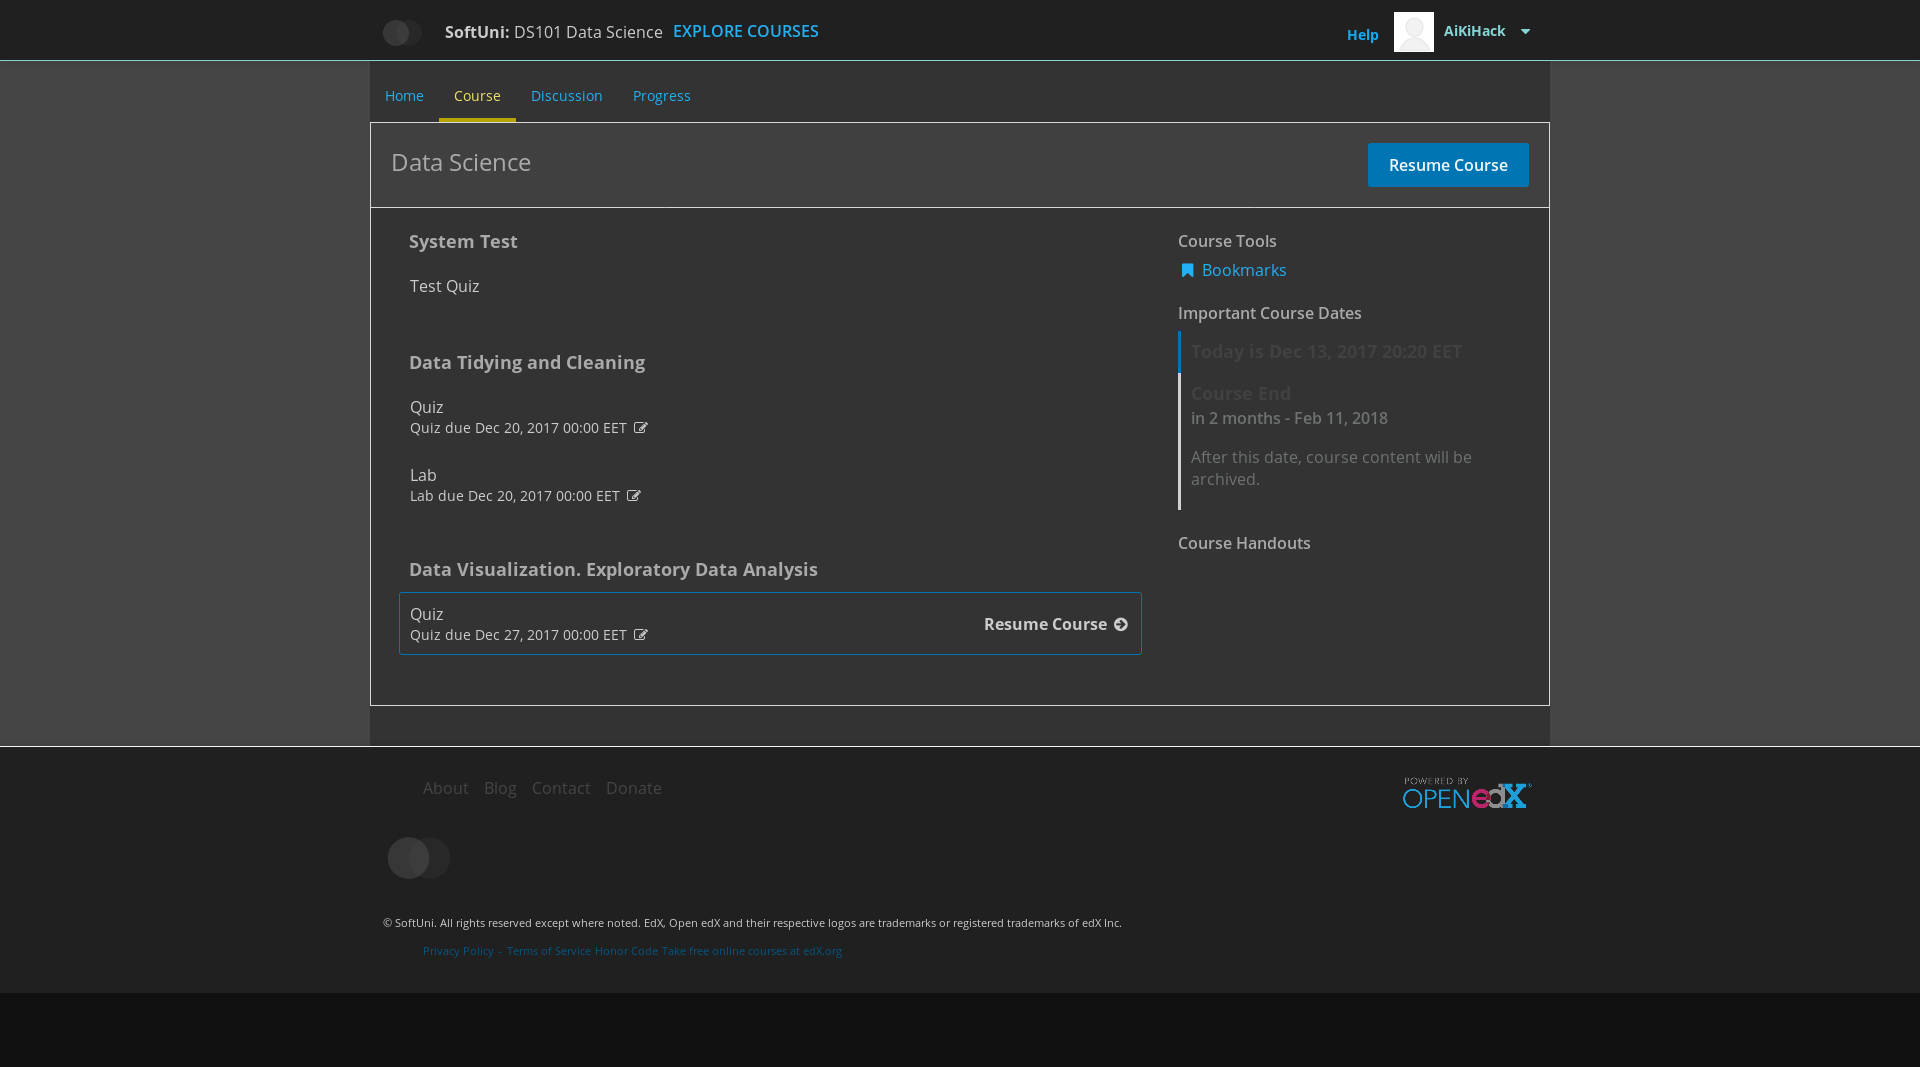 SoftUni: DS101 Data Science EXPLORE COURSES
Help AiKiHack
Home Course Discussion Progress
Data Science
Resume Course
System Test
Test Quiz
Data Tidying and Cleaning
Quiz
Quiz due Dec 20, 2017 00:00 EET
Lab
Lab due Dec 20, 2017 00:00 EET
Data Visualization. Exploratory Data Analysis
Quiz
Quiz due Dec 27, 2017 00:00 EET
Resume Course
Course Tools
Bookmarks
Important Course Dates
Today is Dec 13, 2017 20:20 EET
Course End
in 2 months - Feb 11, 2018
After this date, course content will be
archived.
Course Handouts
About Blog Contact Donate
POWERED BY
OPEN edX
© SoftUni. All rights reserved except where noted. EdX, Open edX and their respective logos are trademarks or registered trademarks of edX Inc.
Privacy Policy - Terms of Service Honor Code Take free online courses at edX.org